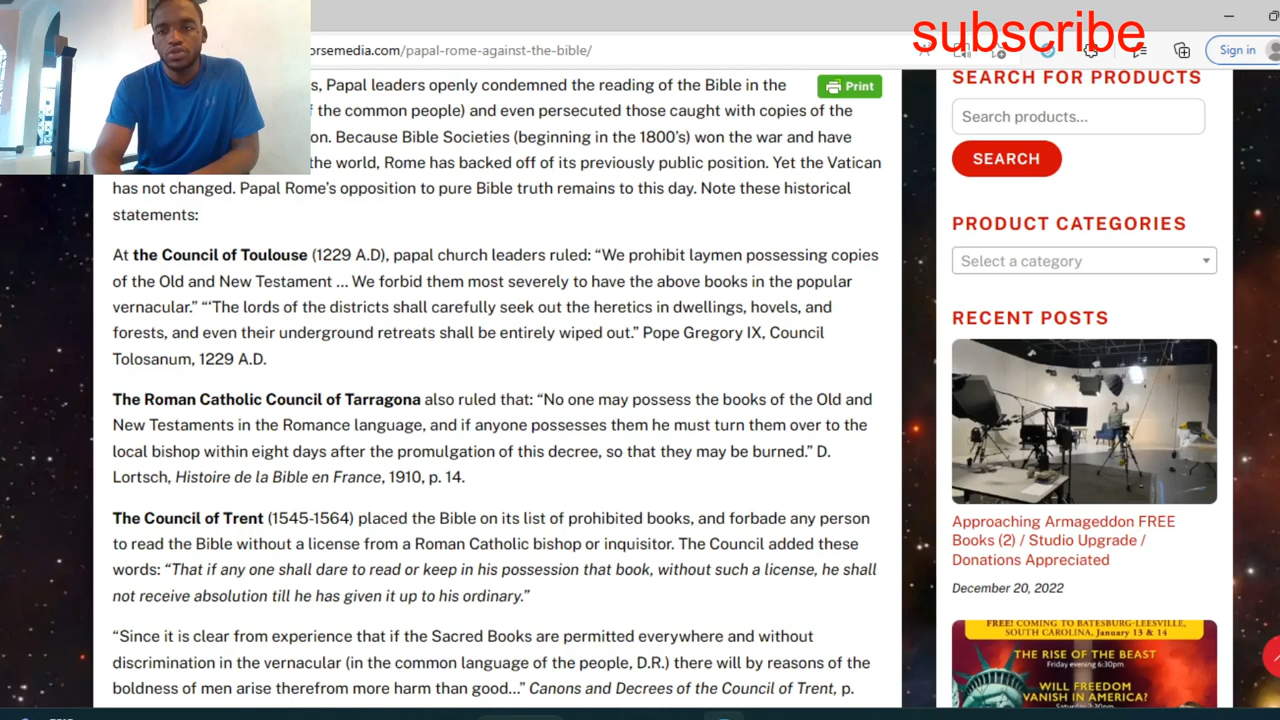 subscribe
orsemedia.com/papal-rome-against-the-bible/
Sign in
s, Papal leaders openly condemned the reading of the Bible in the
Print
f the common people) and even persecuted those caught with copies of the
on. Because Bible Societies (beginning in the 1800's) won the war and have
the world, Rome has backed off of its previously public position. Yet the Vatican
has not changed. Papal Rome's opposition to pure Bible truth remains to this day. Note these historical
statements:
At the Council of Toulouse (1229 A.D), papal church leaders ruled: “We prohibit laymen possessing copies
of the Old and New Testament … We forbid them most severely to have the above books in the popular
vernacular.” “‘The lords of the districts shall carefully seek out the heretics in dwellings, hovels, and
forests, and even their underground retreats shall be entirely wiped out.” Pope Gregory IX, Council
Tolosanum, 1229 A.D.
The Roman Catholic Council of Tarragona also ruled that: “No one may possess the books of the Old and
New Testaments in the Romance language, and if anyone possesses them he must turn them over to the
local bishop within eight days after the promulgation of this decree, so that they may be burned.” D.
Lortsch, Histoire de la Bible en France, 1910, p. 14.
The Council of Trent (1545-1564) placed the Bible on its list of prohibited books, and forbade any person
to read the Bible without a license from a Roman Catholic bishop or inquisitor. The Council added these
words: “That if any one shall dare to read or keep in his possession that book, without such a license, he shall
not receive absolution till he has given it up to his ordinary.”
“Since it is clear from experience that if the Sacred Books are permitted everywhere and without
discrimination in the vernacular (in the common language of the people, D.R.) there will by reasons of the
boldness of men arise therefrom more harm than good…” Canons and Decrees of the Council of Trent, p.
SEARCH FOR PRODUCTS
Search products…
SEARCH
PRODUCT CATEGORIES
Select a category
RECENT POSTS
Approaching Armageddon FREE
Books (2) / Studio Upgrade /
Donations Appreciated
December 20, 2022
FREE! COMING TO BATESBURG-LEESVILLE,
SOUTH CAROLINA, January 13 & 14
THE RISE OF THE BEAST
Friday evening 6:30pm
WILL FREEDOM
VANISH IN AMERICA?